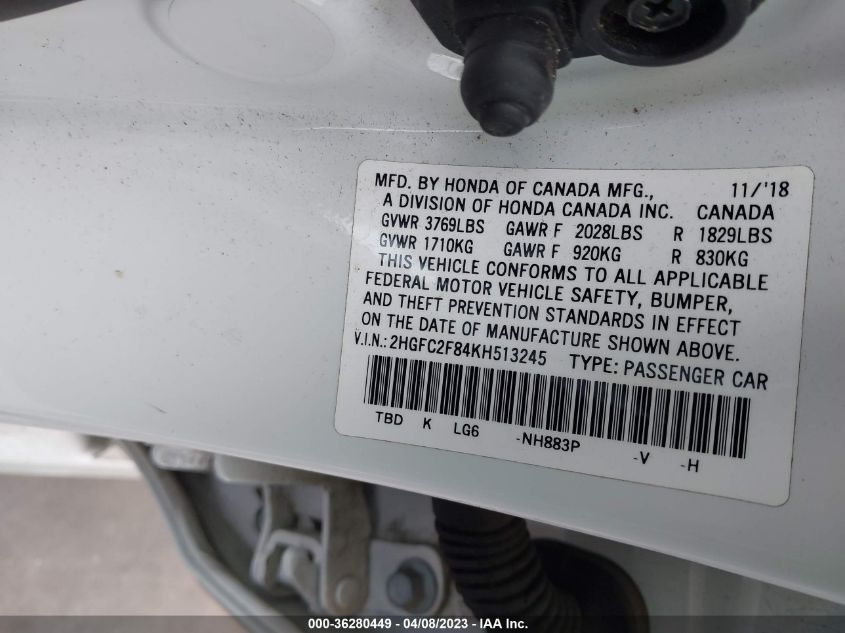 MFD. BY HONDA OF CANADA MFG., 11/'18
A DIVISION OF HONDA CANADA INC. CANADA
GVWR 3769LBS GAWR F 2028LBS R 1829LBS
GVWR 1710KG GAWR F 920KG R 830KG
THIS VEHICLE CONFORMS TO ALL APPLICABLE
FEDERAL MOTOR VEHICLE SAFETY, BUMPER,
AND THEFT PREVENTION STANDARDS IN EFFECT
ON THE DATE OF MANUFACTURE SHOWN ABOVE.
V.I.N.: 2HGFC2F84KH513245 TYPE: PASSENGER CAR
TBD K LG6 -NH883P -V -H
000-36280449 - 04/08/2023 - IAA Inc.